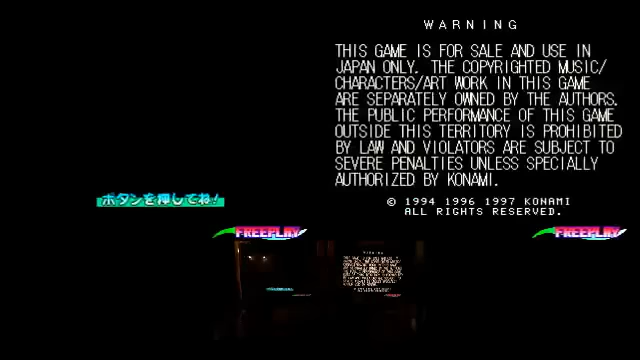 WARNING
THIS GAME IS FOR SALE AND USE IN
JAPAN ONLY. THE COPYRIGHTED MUSIC/
CHARACTERS/ART WORK IN THIS GAME
ARE SEPARATELY OWNED BY THE AUTHORS.
THE PUBLIC PERFORMANCE OF THIS GAME
OUTSIDE THIS TERRITORY IS PROHIBITED
BY LAW AND VIOLATORS ARE SUBJECT TO
SEVERE PENALTIES UNLESS SPECIALLY
AUTHORIZED BY KONAMI.
© 1994 1996 1997 KONAMI
ALL RIGHTS RESERVED.
ボタンを押してね!
FREEPLAY
FREEPLAY